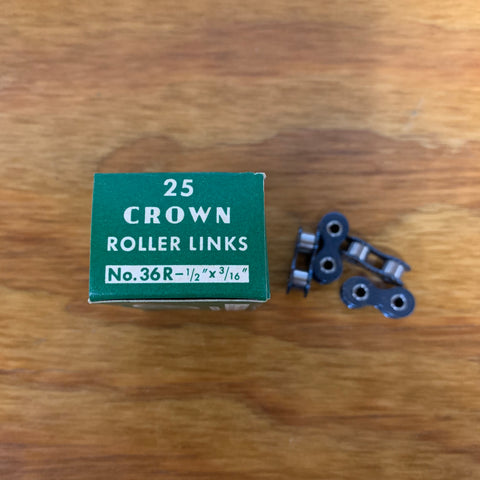 25
CROWN
ROLLER LINKS
No. 36R-1/2" x 3/16"